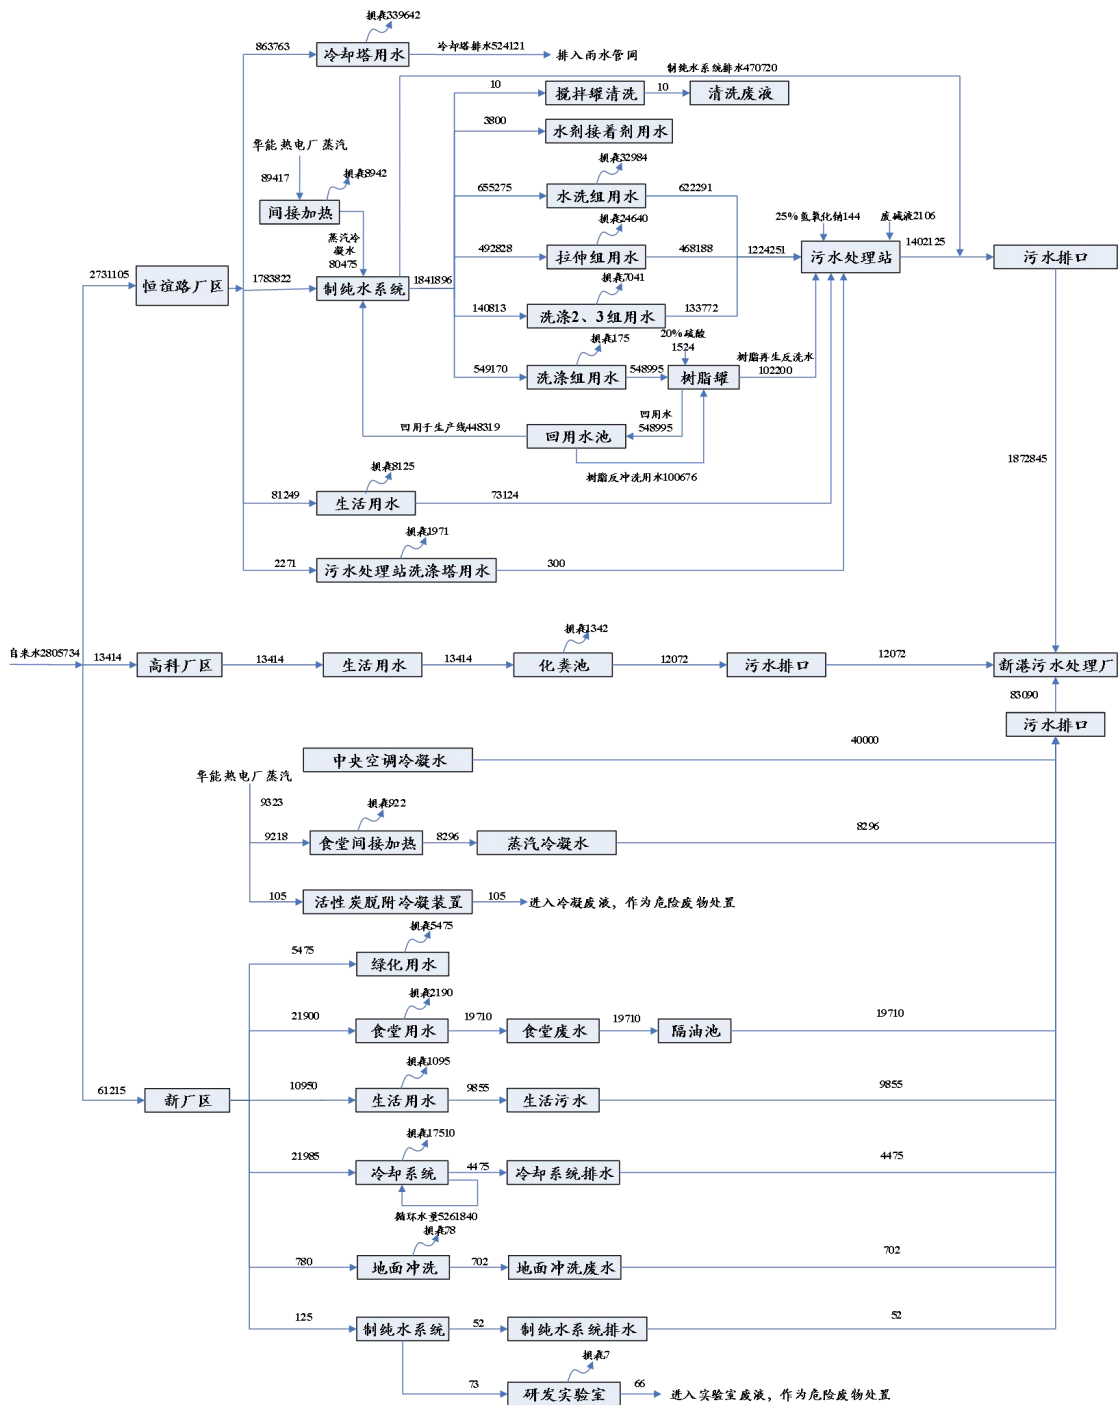 损耗339642
863763
冷却塔用水
冷却塔排水524121
排入雨水管网
制纯水系统排水470720
10
搅拌罐清洗
10
清洗废液
3800
水剂接着剂用水
华能热电厂蒸汽
89417
损耗8942
间接加热
蒸汽冷
凝水
80475
损耗32984
655275
水洗组用水
622291
损耗24640
492828
拉伸组用水
468188
1224251
25%氢氧化钠144
废碱液2106
污水处理站
1402125
污水排口
2731105
恒谊路厂区
1783822
制纯水系统
1841896
损耗7041
140813
洗涤2、3组用水
133772
损耗175
549170
洗涤组用水
548995
20%硫酸
1524
树脂罐
树脂再生反洗水
102200
回用于生产线448319
回用水池
回用水
548995
树脂反冲洗用水100676
1872845
损耗8125
81249
生活用水
73124
损耗1971
2271
污水处理站洗涤塔用水
300
自来水2805734
13414
高科厂区
13414
生活用水
13414
损耗1342
化粪池
12072
污水排口
12072
新港污水处理厂
83090
污水排口
中央空调冷凝水
40000
华能热电厂蒸汽
9323
损耗922
9218
食堂间接加热
8296
蒸汽冷凝水
8296
105
活性炭脱附冷凝装置
105
进入冷凝废液，作为危险废物处置
损耗5475
5475
绿化用水
损耗2190
21900
食堂用水
19710
食堂废水
19710
隔油池
19710
61215
新厂区
损耗1095
10950
生活用水
9855
生活污水
9855
损耗17510
21985
冷却系统
4475
冷却系统排水
4475
循环水量5261840
损耗78
780
地面冲洗
702
地面冲洗废水
702
125
制纯水系统
52
制纯水系统排水
52
损耗7
73
研发实验室
66
进入实验室废液，作为危险废物处置